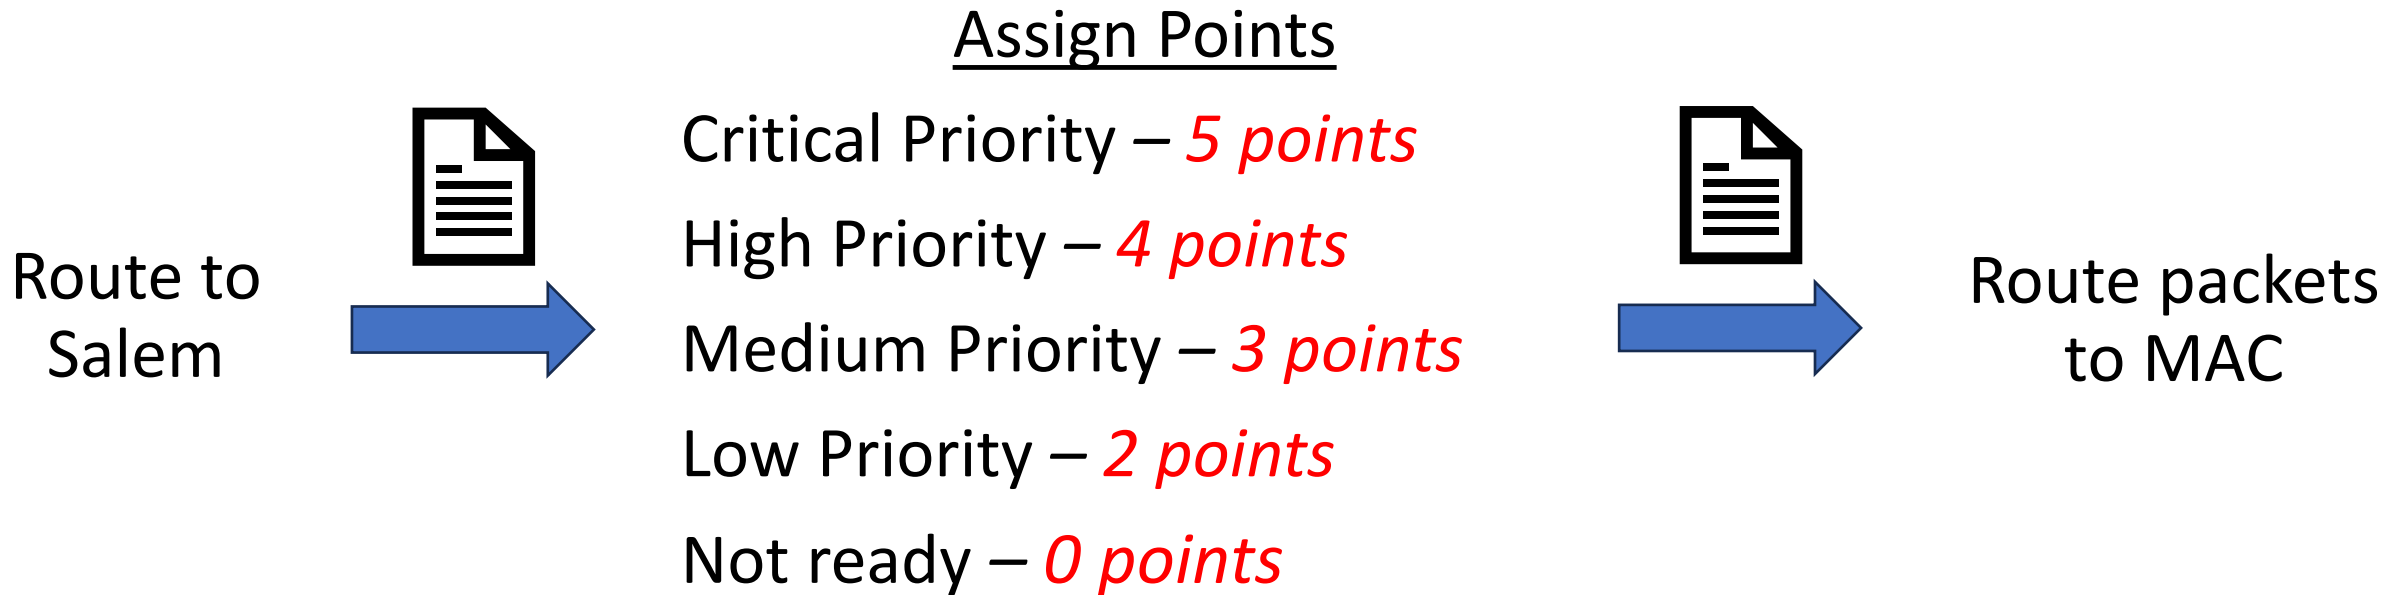 Assign Points
Critical Priority – 5 points
High Priority – 4 points
Medium Priority – 3 points
Low Priority – 2 points
Not ready – 0 points
Route to
Salem
Route packets
to MAC